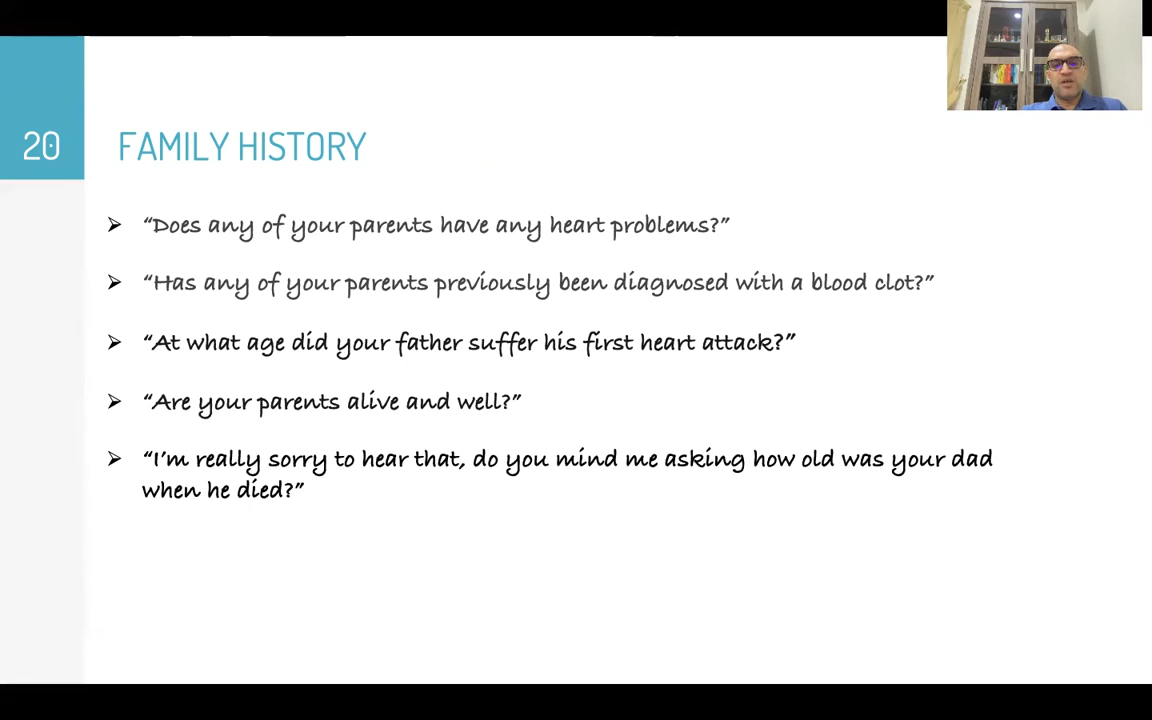 20
FAMILY HISTORY
➢ “Does any of your parents have any heart problems?”
➢ “Has any of your parents previously been diagnosed with a blood clot?”
➢ “At what age did your father suffer his first heart attack?”
➢ “Are your parents alive and well?”
➢ “I’m really sorry to hear that, do you mind me asking how old was your dad
when he died?”